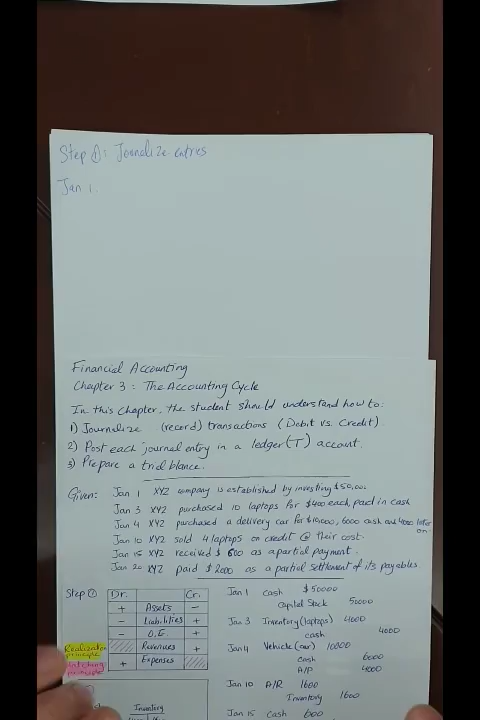 Step ①: Jornalize entries
Jan 1.
Financial Accounting
Chapter 3 : The Accounting Cycle
In this chapter, the student should understand how to:
1) Journalize (record) transactions (Debit vs. Credit)
2) Post each journal entry in a ledger (T) account.
3) Prepare a trial blance.
Given: Jan 1 XYZ company is established by investing $50,000
Jan 3 XYZ purchased 10 laptops for $400 each, paid in cash
Jan 4 XYZ purchased a delivery car for $10,000, 6000 cash and 4000 later on.
Jan 10 XYZ sold 4 laptops on credit @ their cost.
Jan 15 XYZ received $ 600 as a partial payment.
Jan 20 XYZ paid $ 2000 as a partial settlement of its payables
Step ①
Dr. Cr.
+ Assets -
- Liabilities +
- O.E. +
Revenues +
+ Expenses
Realization principle
Matching principle
Jan 1 Cash $ 50000
Capital Stock 50000
Jan 3 Inventory (laptops) 4000
cash 4000
Jan 4 Vehicle (car) 10000
Cash 6000
A/P 4000
Jan 10 A/R 1600
Inventory 1600
Jan 15 Cash 600
Inventory